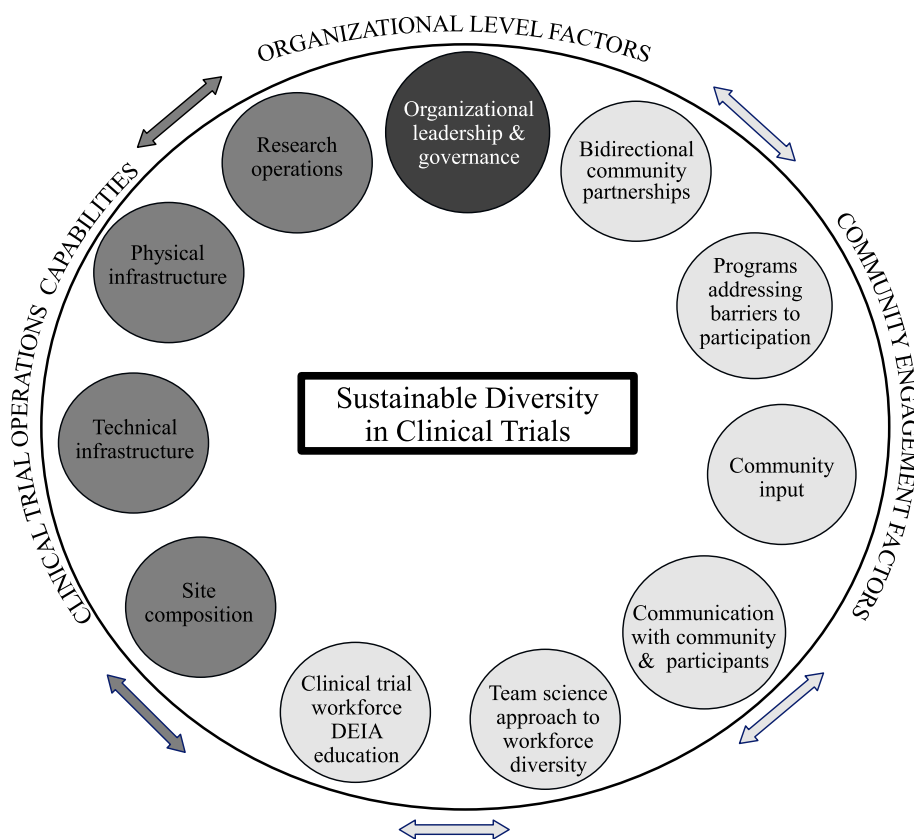 ORGANIZATIONAL LEVEL FACTORS
Organizational
leadership &
governance
Bidirectional
community
partnerships
Programs
addressing
barriers to
participation
COMMUNITY ENGAGEMENT FACTORS
Community
input
Communication
with community
& participants
Team science
approach to
workforce
diversity
Clinical trial
workforce
DEIA
education
Site
composition
Technical
infrastructure
CLINICAL TRIAL OPERATIONS CAPABILITIES
Physical
infrastructure
Research
operations
Sustainable Diversity
in Clinical Trials